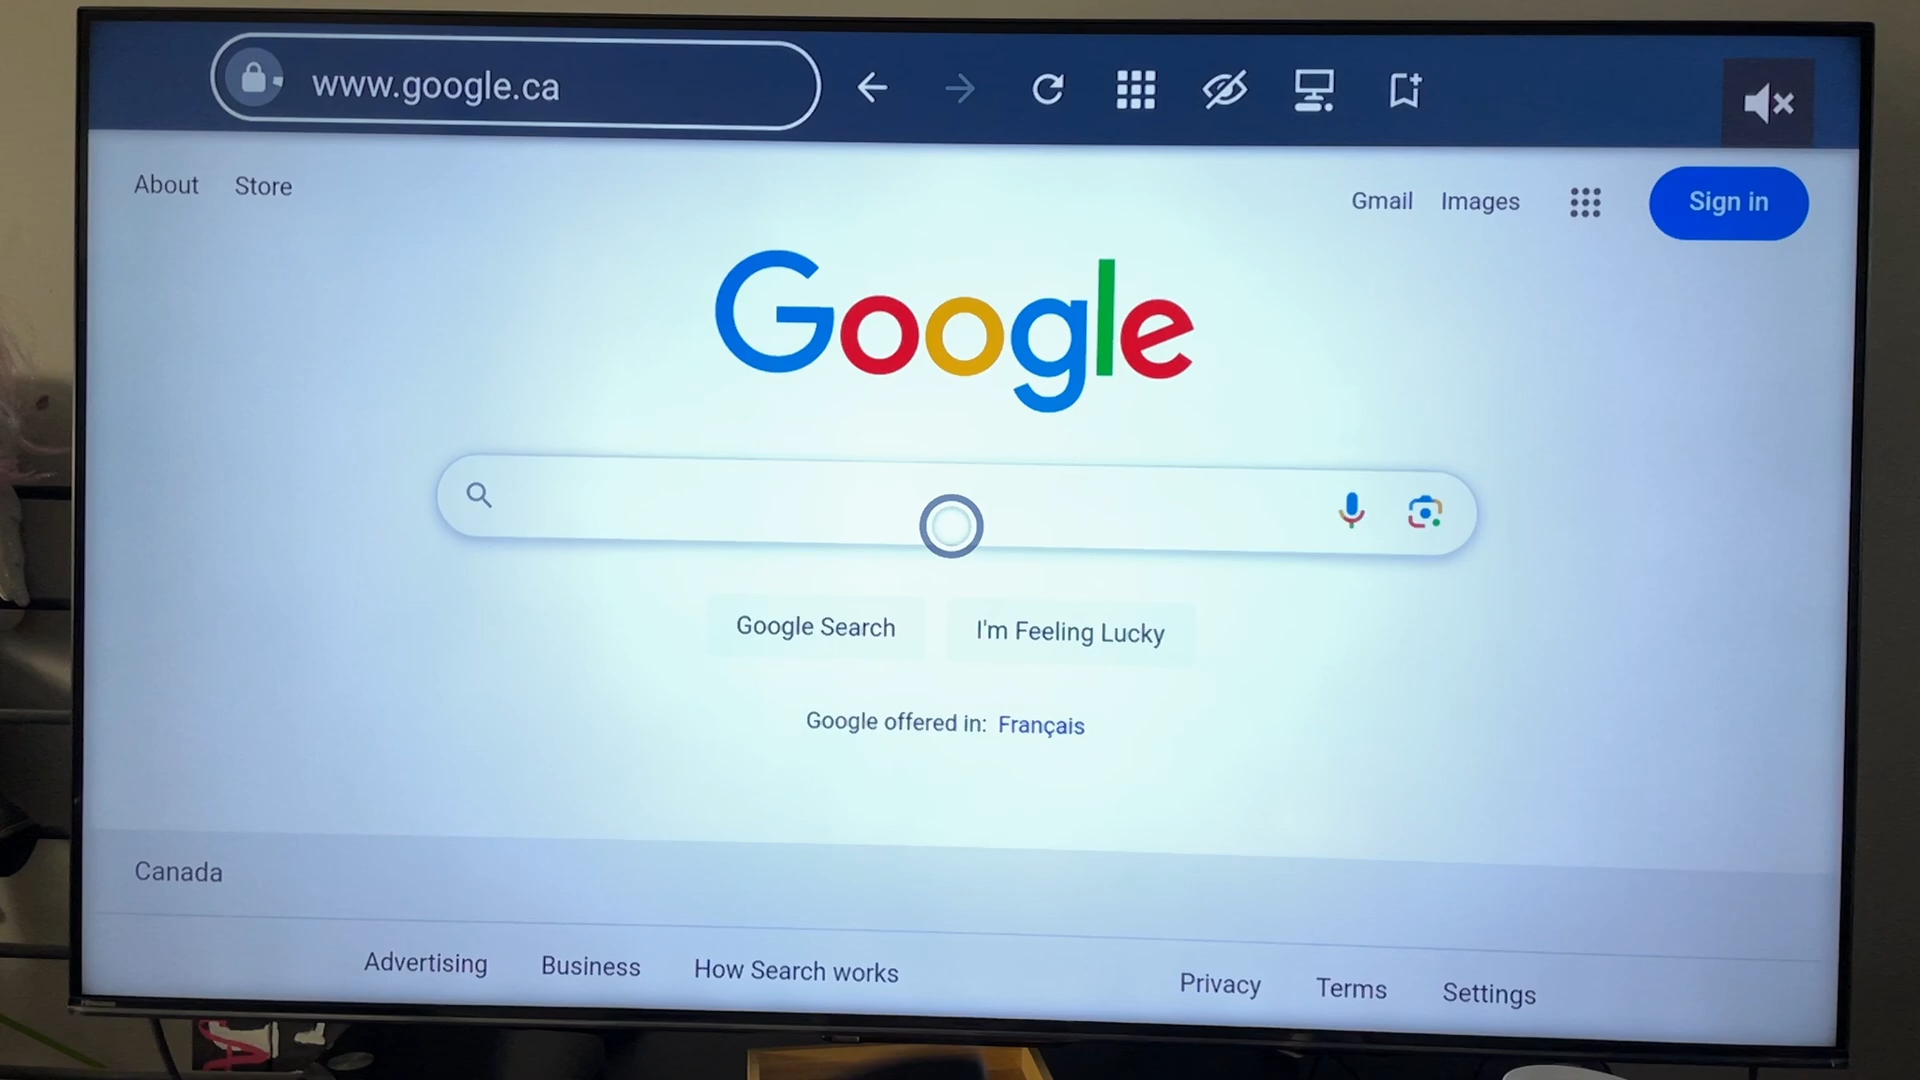 www.google.ca
About Store
Gmail Images Sign in
Google
Google Search I'm Feeling Lucky
Google offered in: Français
Canada
Advertising Business How Search works Privacy Terms Settings